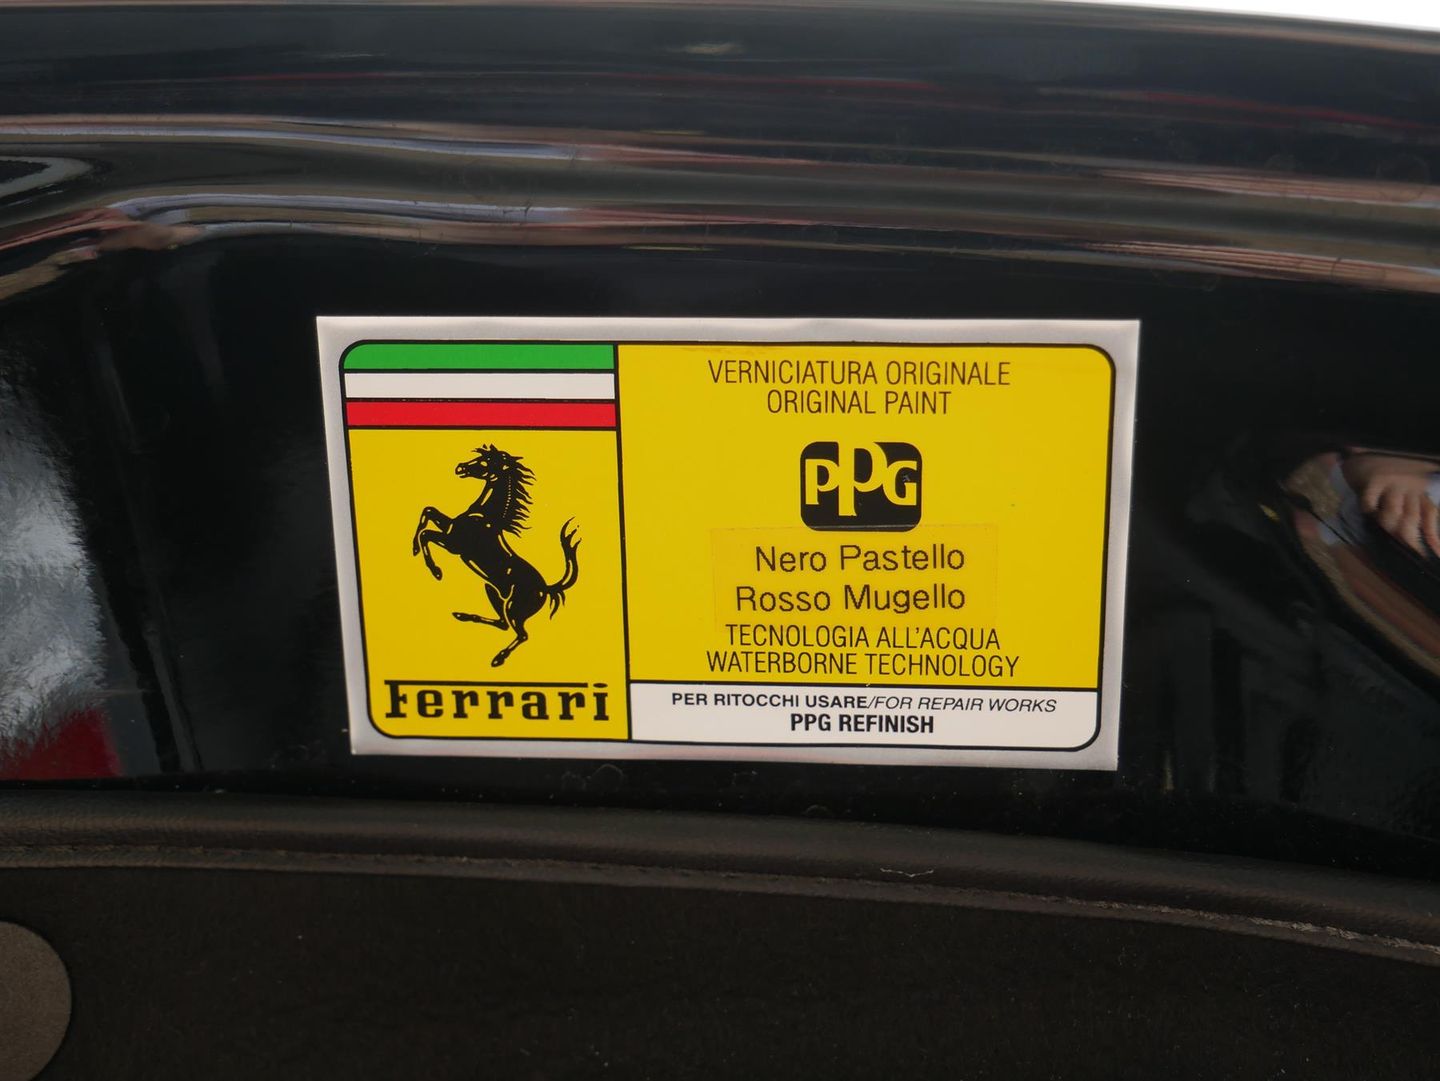 Ferrari
VERNICIATURA ORIGINALE
ORIGINAL PAINT
PPG
Nero Pastello
Rosso Mugello
TECNOLOGIA ALL'ACQUA
WATERBORNE TECHNOLOGY
PER RITOCCHI USARE/FOR REPAIR WORKS
PPG REFINISH